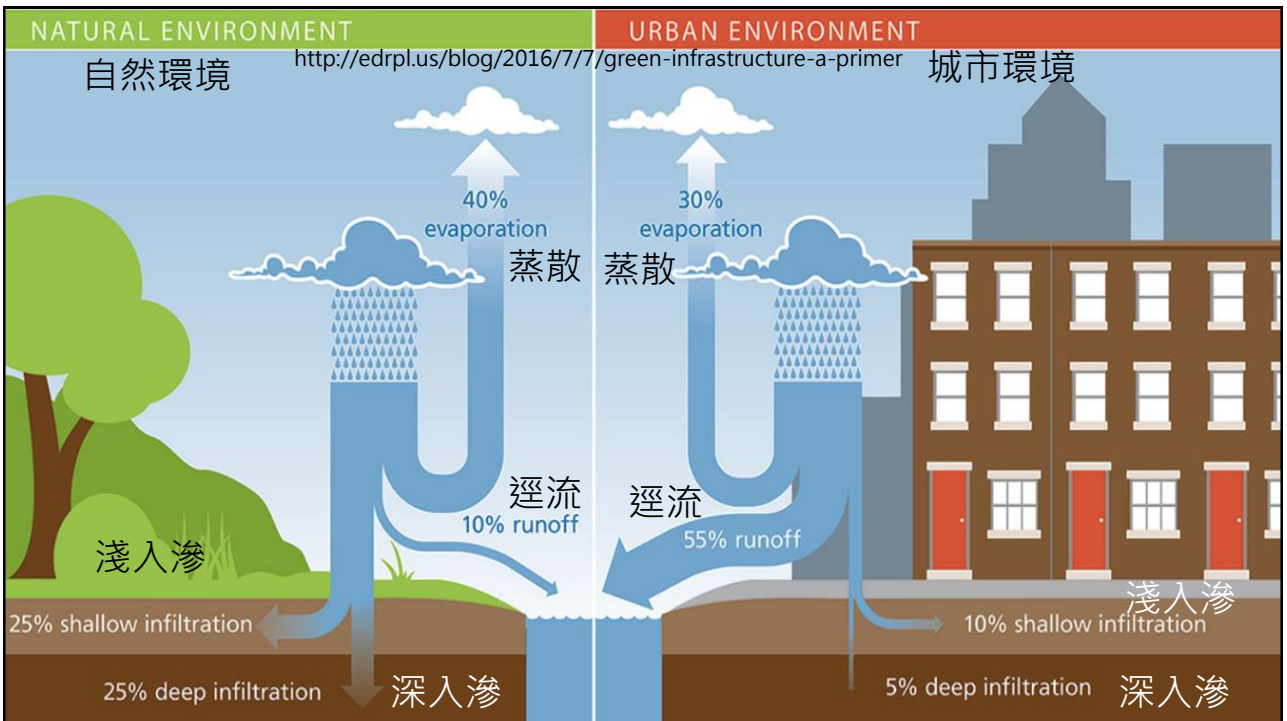 NATURAL ENVIRONMENT
URBAN ENVIRONMENT
http://edrpl.us/blog/2016/7/7/green-infrastructure-a-primer
自然環境
城市環境
40%
evaporation
蒸散
30%
evaporation
蒸散
逕流
10% runoff
逕流
55% runoff
淺入滲
25% shallow infiltration
淺入滲
10% shallow infiltration
25% deep infiltration
深入滲
5% deep infiltration
深入滲